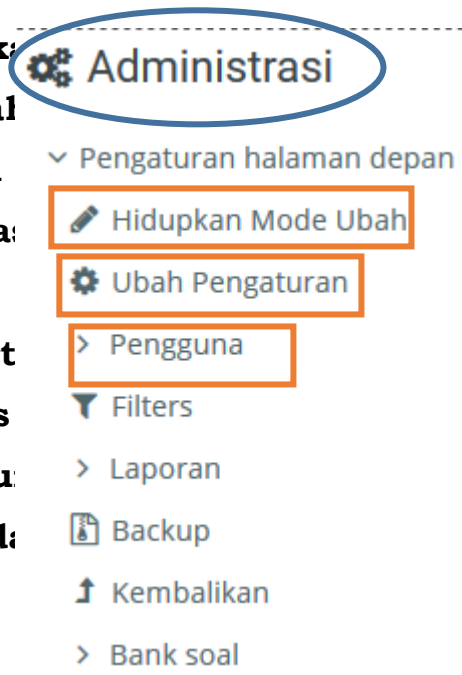 Administrasi
Pengaturan halaman depan
Hidupkan Mode Ubah
Ubah Pengaturan
Pengguna
Filters
Laporan
Backup
Kembalikan
Bank soal